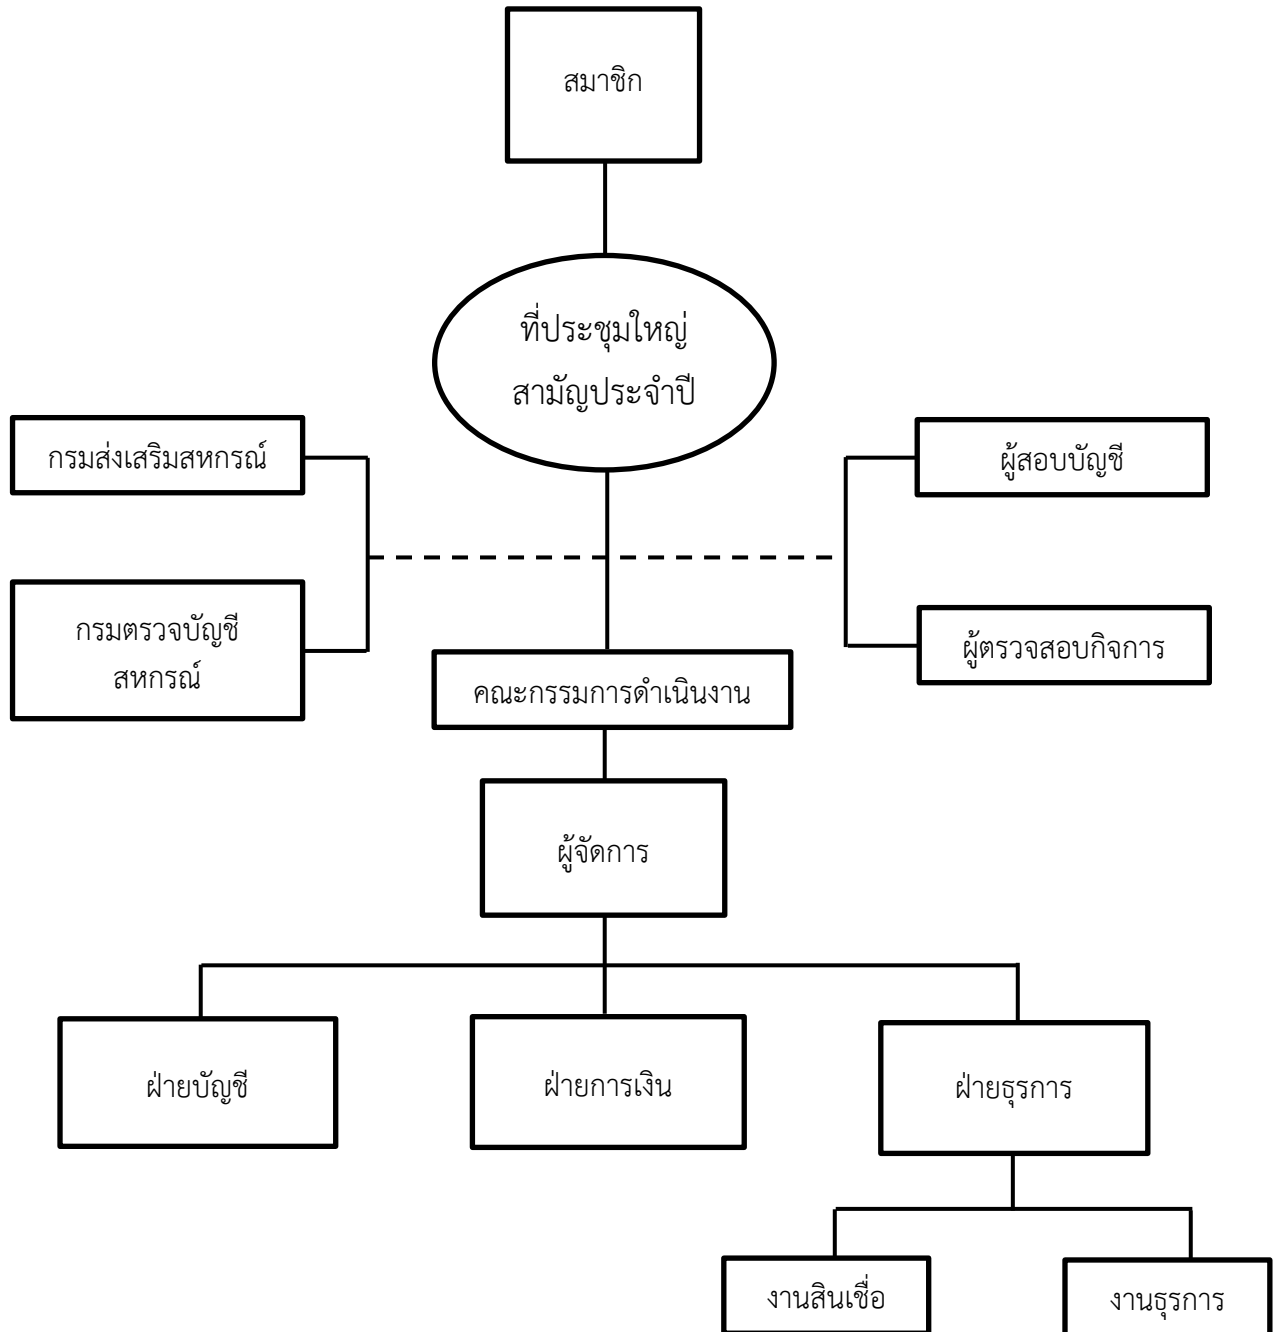 สมาชิก
ที่ประชุมใหญ่
สามัญประจำปี
กรมส่งเสริมสหกรณ์
ผู้สอบบัญชี
กรมตรวจบัญชี
สหกรณ์
ผู้ตรวจสอบกิจการ
คณะกรรมการดำเนินงาน
ผู้จัดการ
ฝ่ายบัญชี
ฝ่ายการเงิน
ฝ่ายธุรการ
งานสินเชื่อ
งานธุรการ